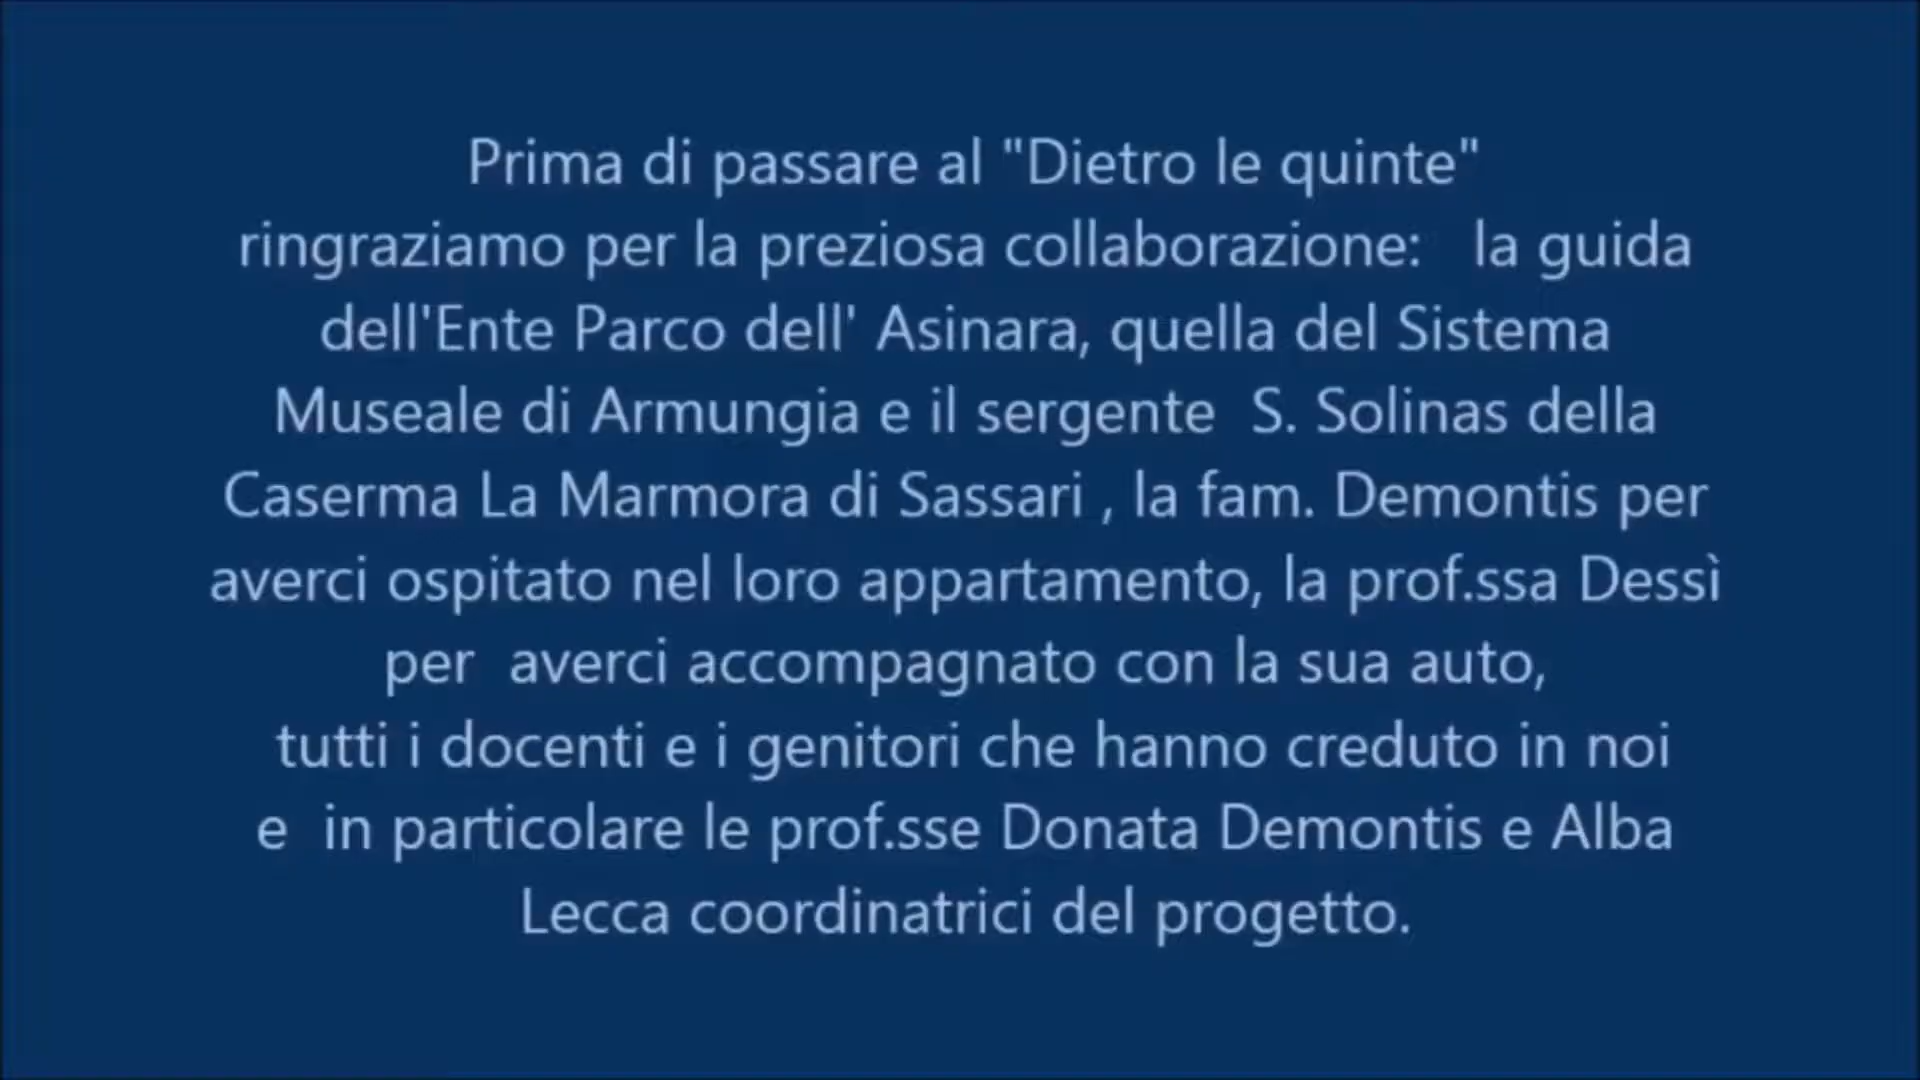 Prima di passare al "Dietro le quinte"
ringraziamo per la preziosa collaborazione:   la guida
dell'Ente Parco dell' Asinara, quella del Sistema
Museale di Armungia e il sergente  S. Solinas della
Caserma La Marmora di Sassari , la fam. Demontis per
averci ospitato nel loro appartamento, la prof.ssa Dessì
per  averci accompagnato con la sua auto,
tutti i docenti e i genitori che hanno creduto in noi
e  in particolare le prof.sse Donata Demontis e Alba
Lecca coordinatrici del progetto.